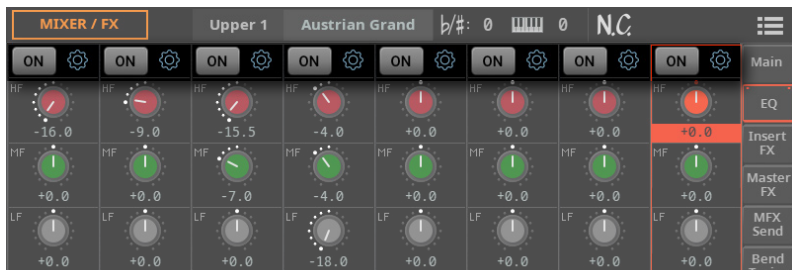 MIXER / FX Upper 1 Austrian Grand ♭/♯: 0 0 N.C.
ON ON ON ON ON ON ON ON Main
HF HF HF HF HF HF HF HF EQ
-16.0 -9.0 -15.5 -4.0 +0.0 +0.0 +0.0 +0.0
Insert
FX
MF MF MF MF MF MF MF MF
+0.0 +0.0 -7.0 -4.0 +0.0 +0.0 +0.0 +0.0
Master
FX
LF LF LF LF LF LF LF LF
MFX
Send
+0.0 +0.0 +0.0 -18.0 +0.0 +0.0 +0.0 +0.0
Bend